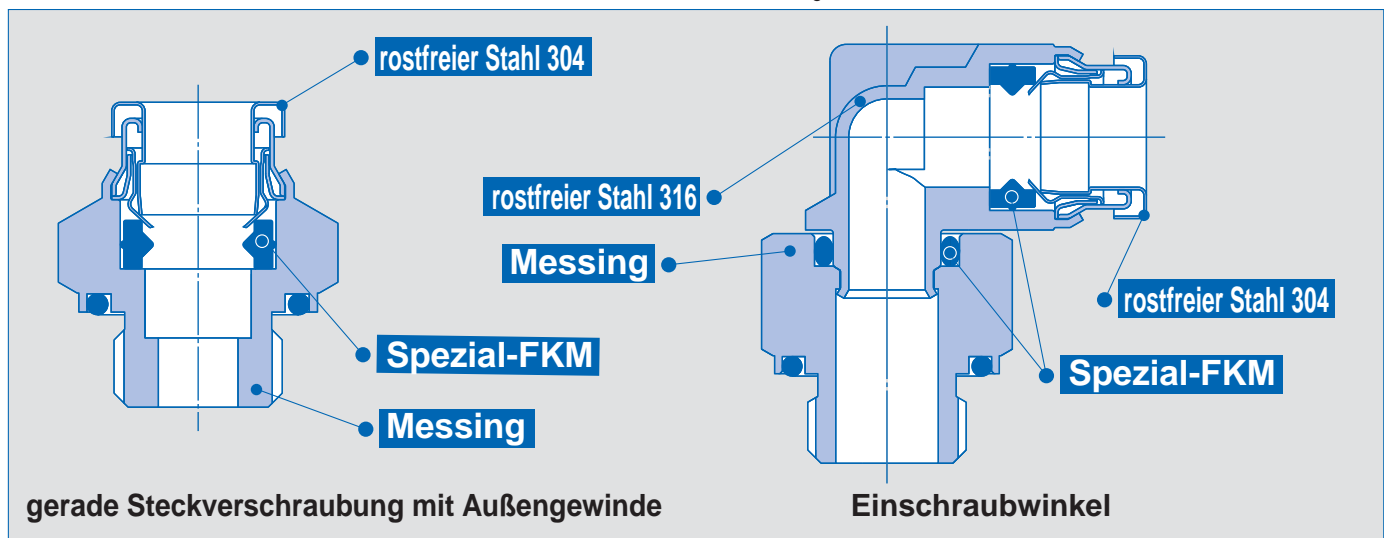 rostfreier Stahl 304
Spezial-FKM
Messing
gerade Steckverschraubung mit Außengewinde
rostfreier Stahl 316
Messing
rostfreier Stahl 304
Spezial-FKM
Einschraubwinkel